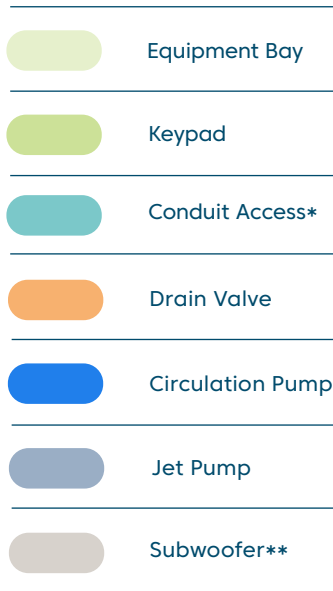 Equipment Bay
Keypad
Conduit Access*
Drain Valve
Circulation Pump
Jet Pump
Subwoofer**